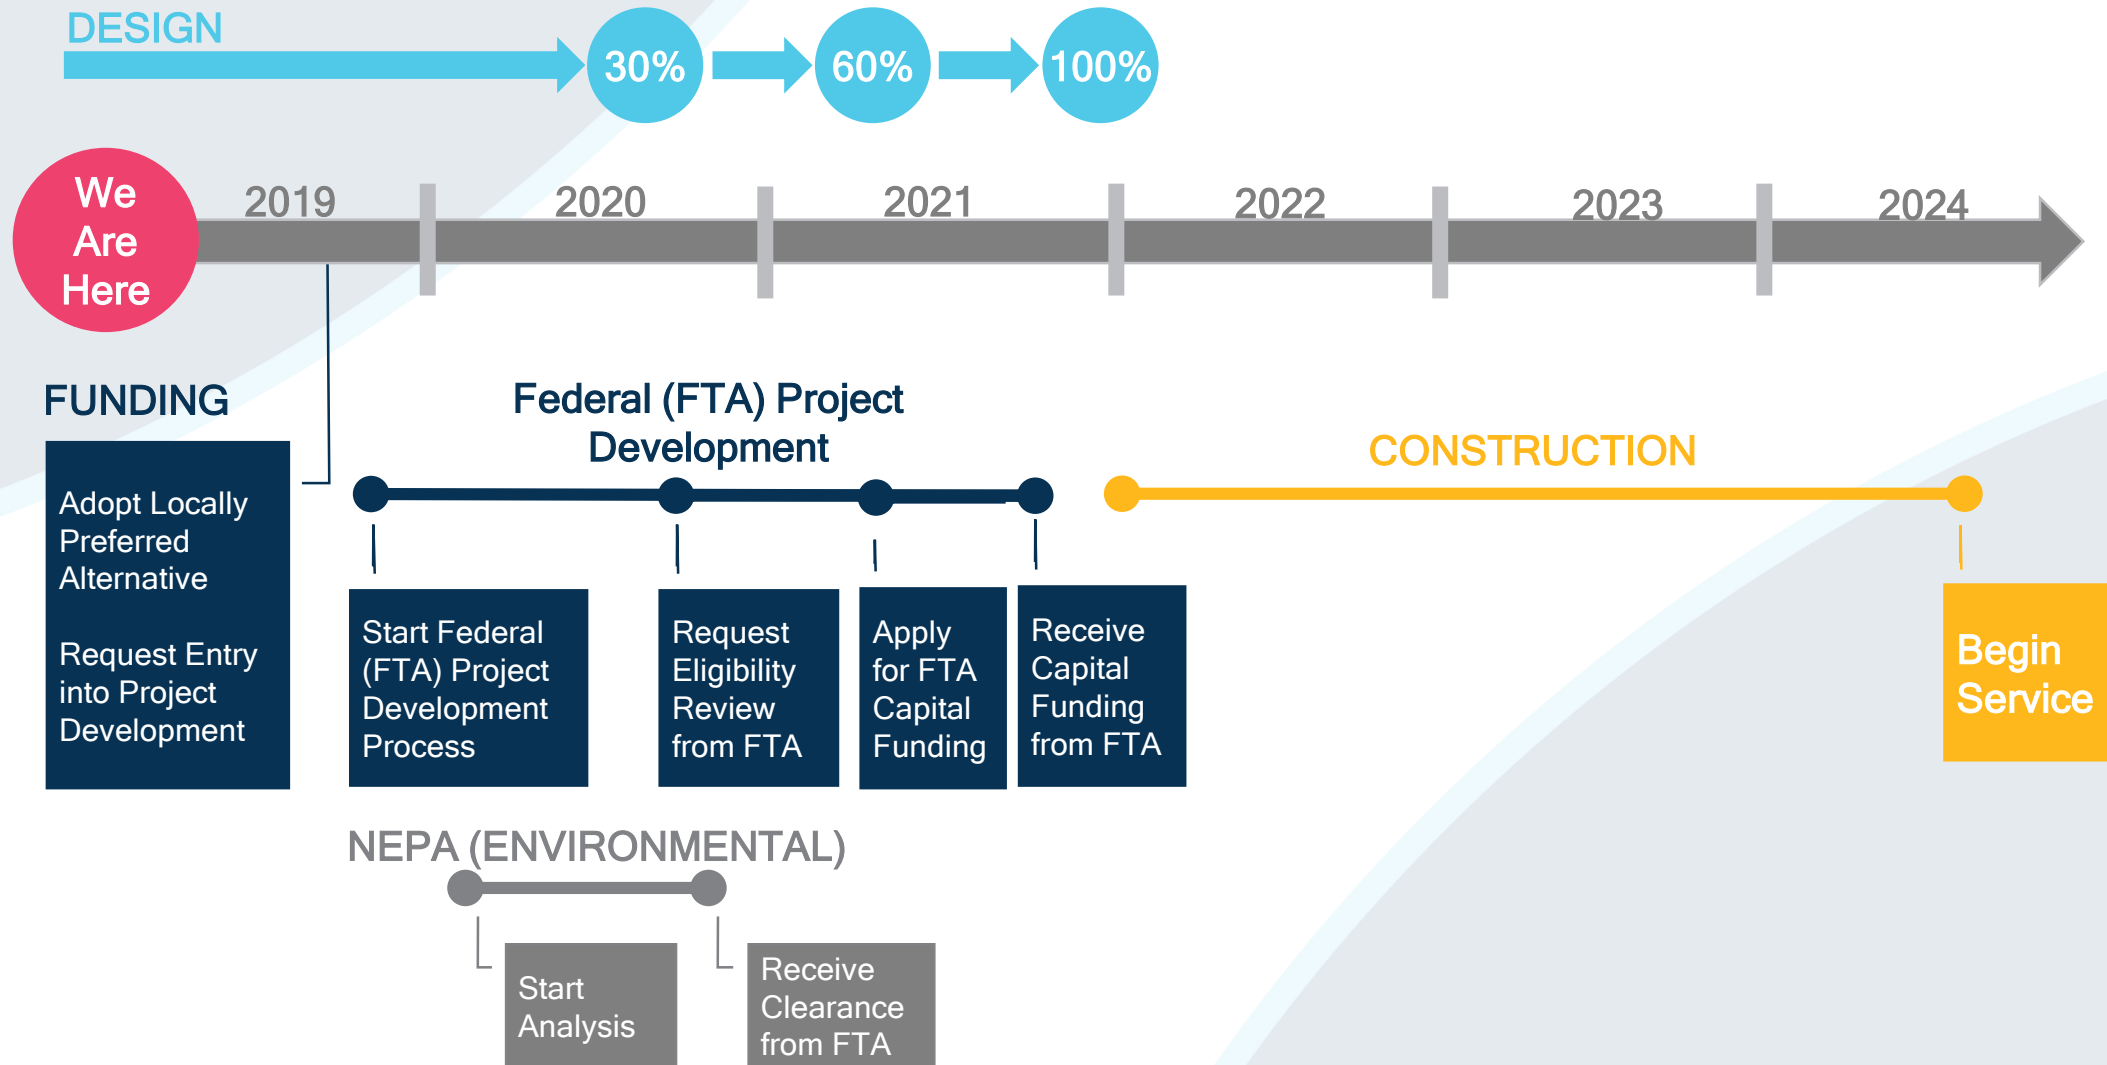 DESIGN
30%
60%
100%
We
Are
Here
2019
2020
2021
2022
2023
2024
FUNDING
Adopt Locally
Preferred
Alternative
Request Entry
into Project
Development
Federal (FTA) Project
Development
Start Federal
(FTA) Project
Development
Process
Request
Eligibility
Review
from FTA
Apply
for FTA
Capital
Funding
Receive
Capital
Funding
from FTA
CONSTRUCTION
Begin
Service
NEPA (ENVIRONMENTAL)
Start
Analysis
Receive
Clearance
from FTA